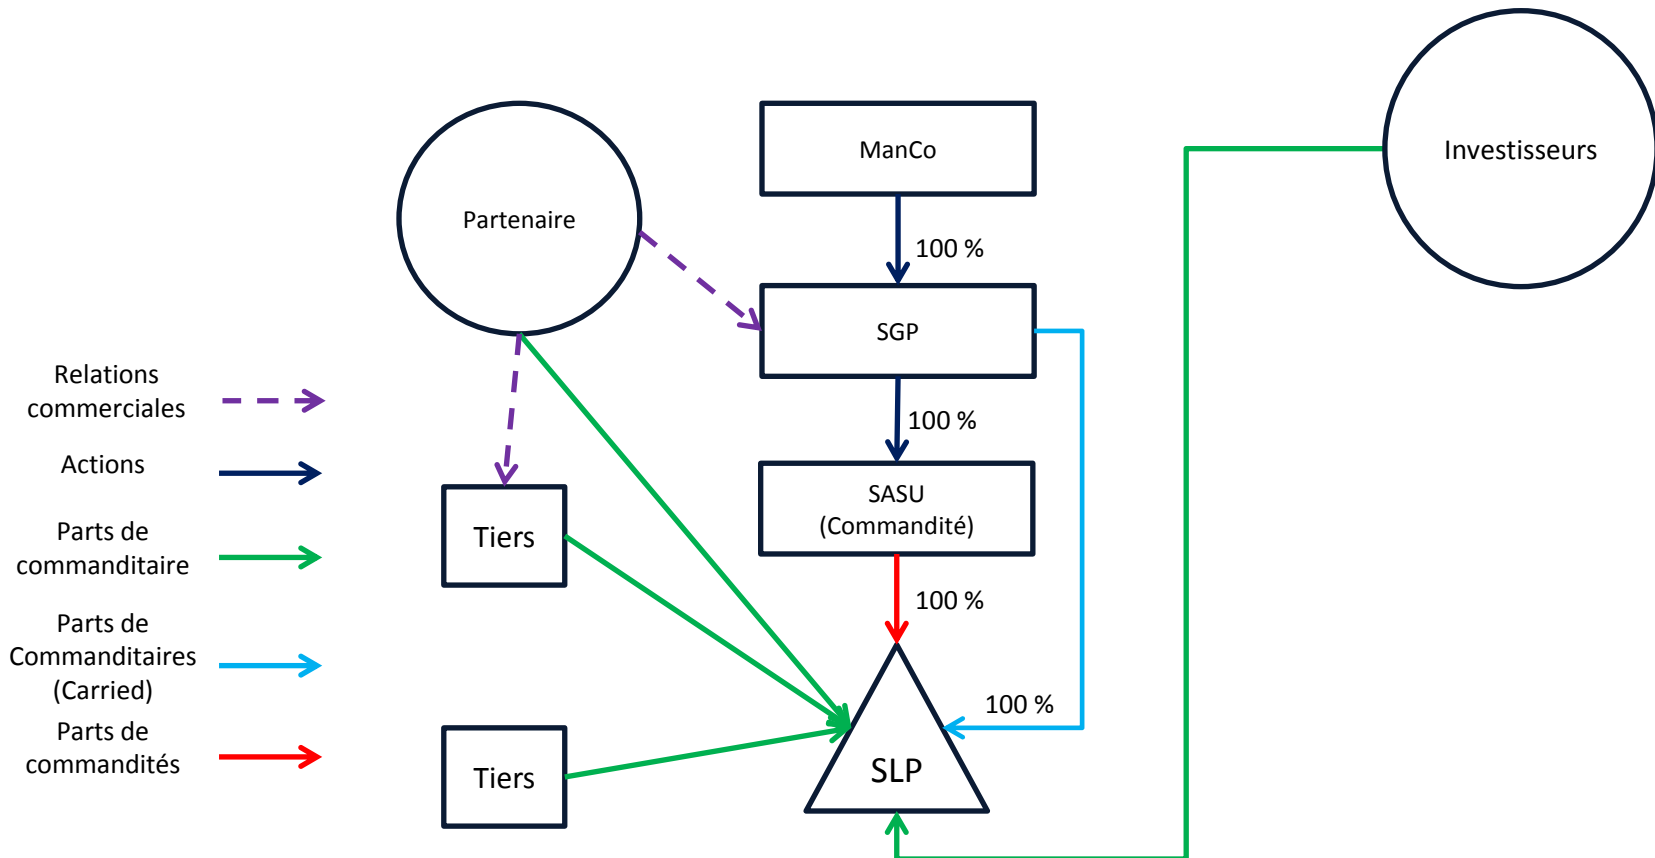 ManCo
Investisseurs
Partenaire
100 %
SGP
Relations
commerciales
100 %
Actions
SASU
(Commandité)
Tiers
Parts de
commanditaire
100 %
Parts de
Commanditaires
(Carried)
100 %
Parts de
commandités
Tiers
SLP